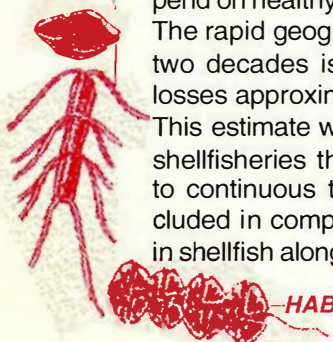 pend on healthy
The rapid geog
two decades is
losses approxin
This estimate w
shellfisheries th
to continuous t
cluded in comp
in shellfish along
HAB